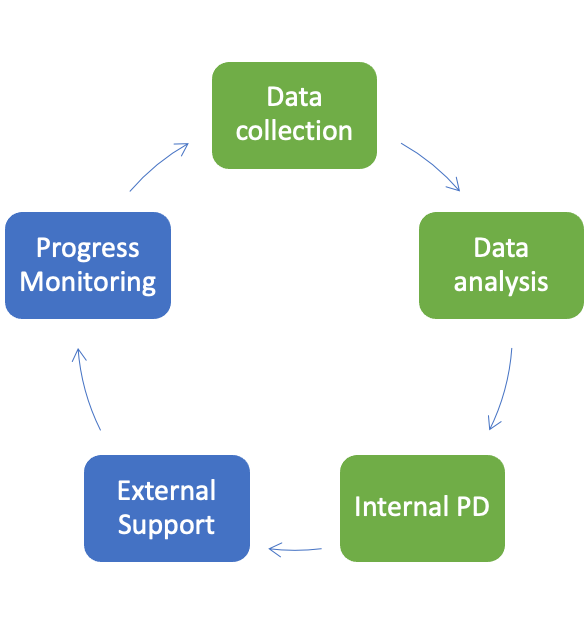 Data
collection
Data
analysis
Internal PD
External
Support
Progress
Monitoring